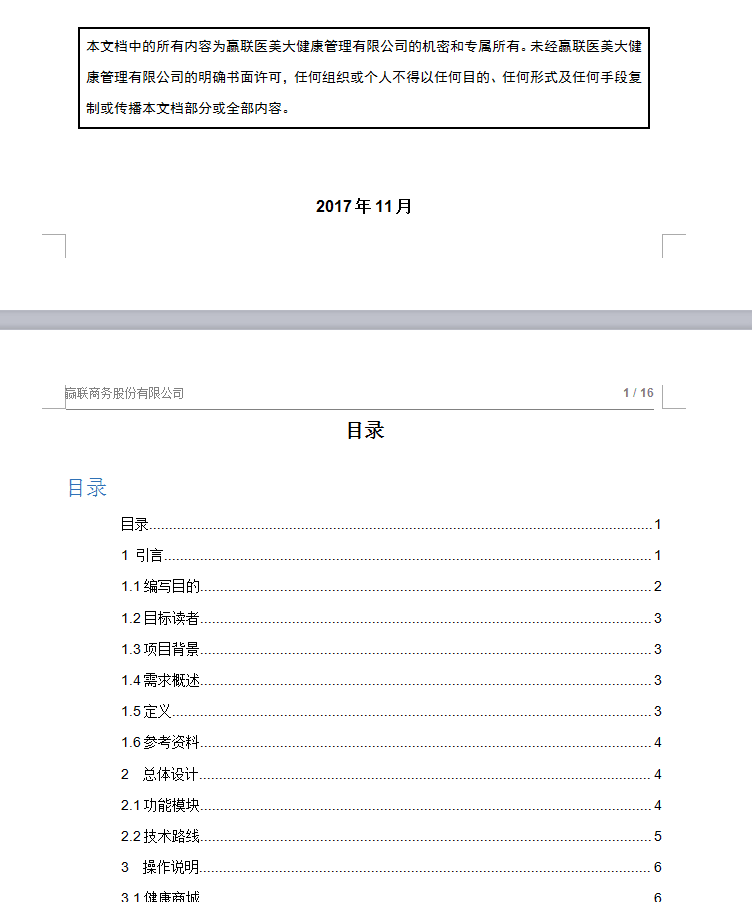 本文档中的所有内容为赢联医美大健康管理有限公司的机密和专属所有。未经赢联医美大健
康管理有限公司的明确书面许可，任何组织或个人不得以任何目的、任何形式及任何手段复
制或传播本文档部分或全部内容。
2017年11月
赢联商务股份有限公司 1 / 16
目录
目录
目录 1
1 引言 1
1.1编写目的 2
1.2目标读者 3
1.3项目背景 3
1.4需求概述 3
1.5定义 3
1.6参考资料 4
2 总体设计 4
2.1功能模块 4
2.2技术路线 5
3 操作说明 6
3.1健康商城 6